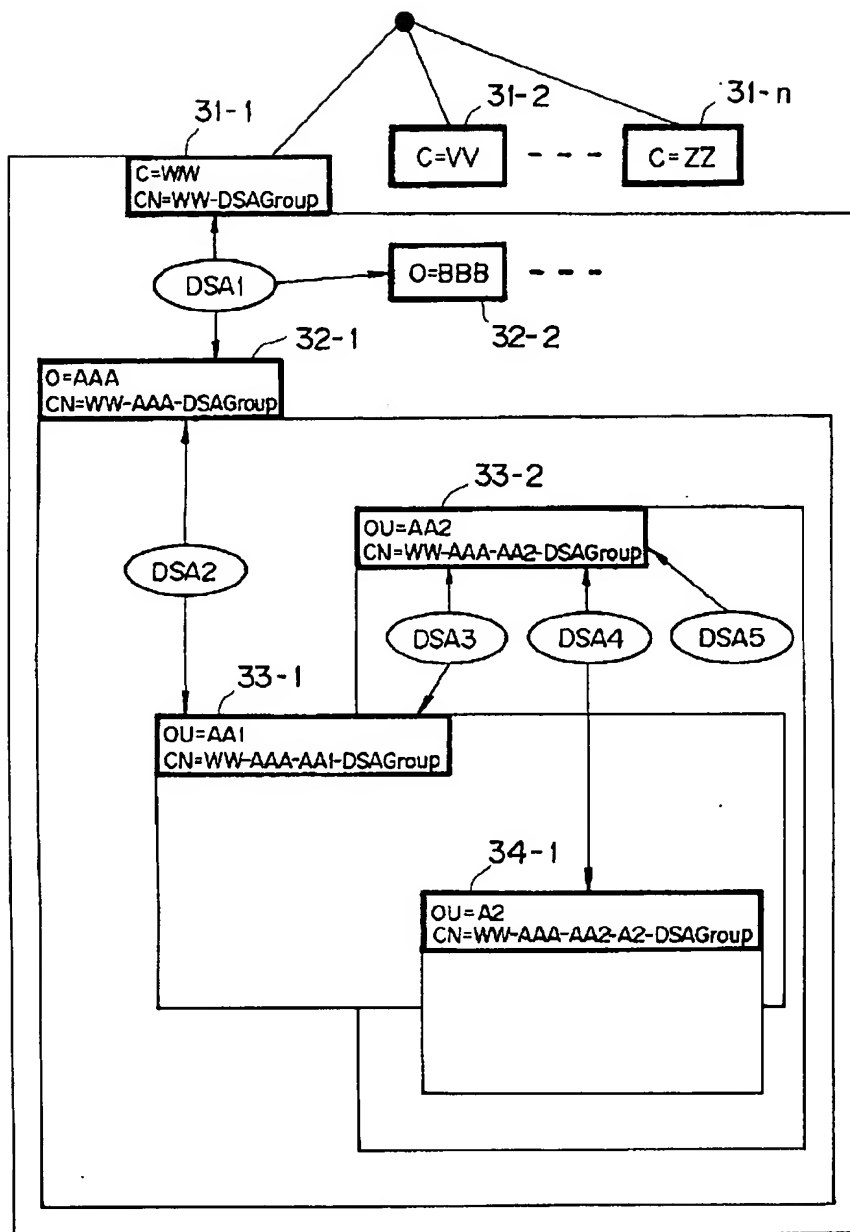 31-1
31-2
31-n
C=WW
CN=WW-DSAGroup
C=VV
C=ZZ
DSA1
O=BBB
32-2
32-1
O=AAA
CN=WW-AAA-DSAGroup
33-2
OU=AA2
CN=WW-AAA-AA2-DSAGroup
DSA2
DSA3
DSA4
DSA5
33-1
OU=AA1
CN=WW-AAA-AA1-DSAGroup
34-1
OU=A2
CN=WW-AAA-AA2-A2-DSAGroup